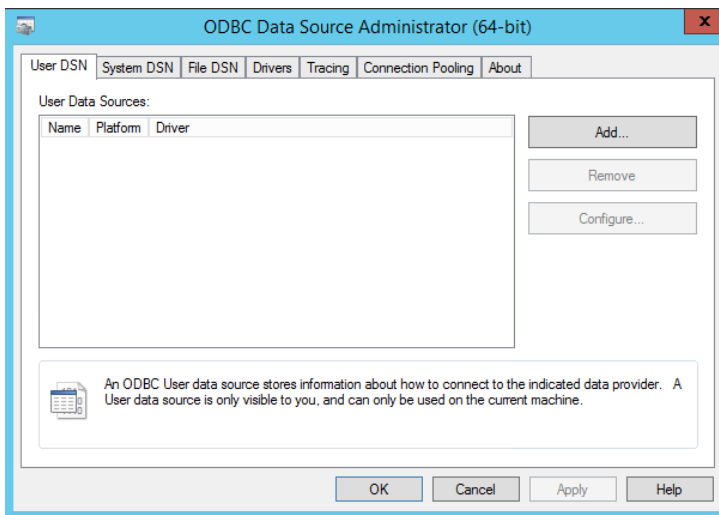 ODBC Data Source Administrator (64-bit)
x
User DSN System DSN File DSN Drivers Tracing Connection Pooling About
User Data Sources:
Name Platform Driver
Add...
Remove
Configure...
An ODBC User data source stores information about how to connect to the indicated data provider. A
User data source is only visible to you, and can only be used on the current machine.
OK Cancel Apply Help